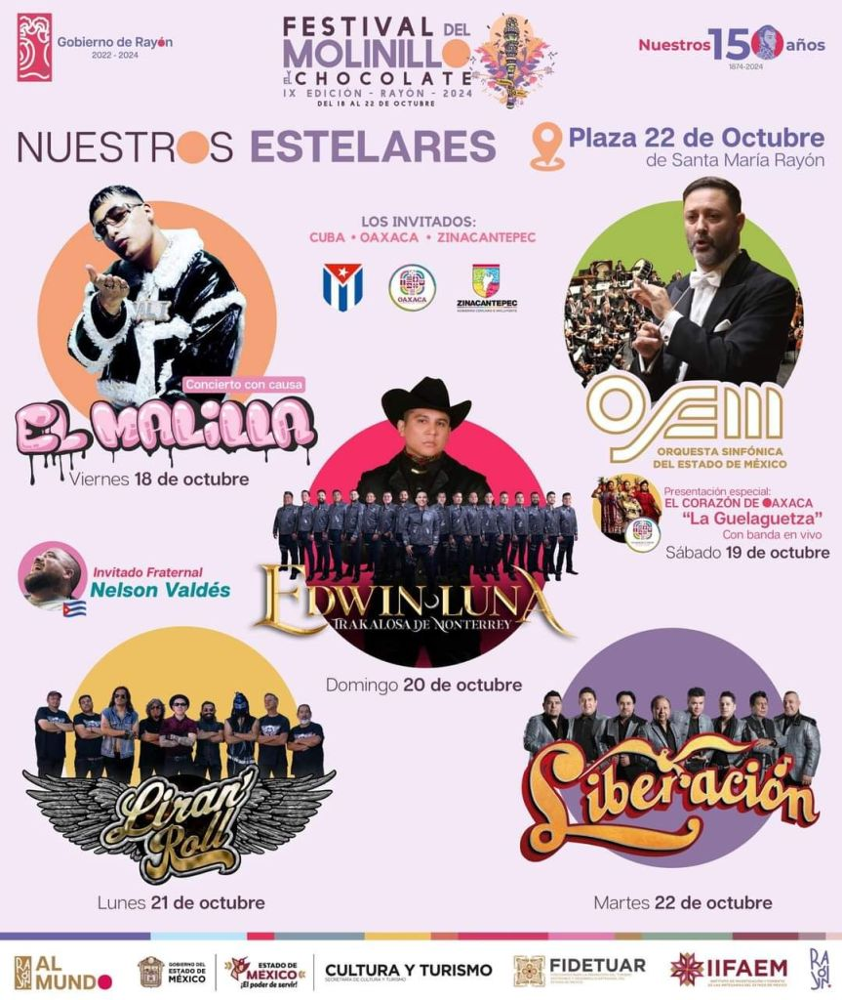 Gobierno de Rayón
2022 - 2024
FESTIVAL DEL
MOLINILLO
Y EL CHOCOLATE
IX EDICIÓN - RAYÓN - 2024
DEL 18 AL 22 DE OCTUBRE
Nuestros 150 años
1874-2024
NUESTROS ESTELARES
Plaza 22 de Octubre
de Santa María Rayón
LOS INVITADOS:
CUBA • OAXACA • ZINACANTEPEC
OAXACA
ZINACANTEPEC
Concierto con causa
EL MALILLA
Viernes 18 de octubre
OSEM
ORQUESTA SINFÓNICA
DEL ESTADO DE MÉXICO
Presentación especial:
EL CORAZÓN DE OAXACA
“La Guelaguetza”
Con banda en vivo
Sábado 19 de octubre
Invitado Fraternal
Nelson Valdés
EDWIN LUNA
TRAKALOSA DE MONTERREY
Domingo 20 de octubre
Liran'
Roll
Lunes 21 de octubre
Liberación
Martes 22 de octubre
AL
MUNDO
GOBIERNO DEL
ESTADO DE
MÉXICO
ESTADO DE
MÉXICO
¡El poder de servir!
CULTURA Y TURISMO
SECRETARÍA DE CULTURA Y TURISMO
FIDETUAR
IIFAEM